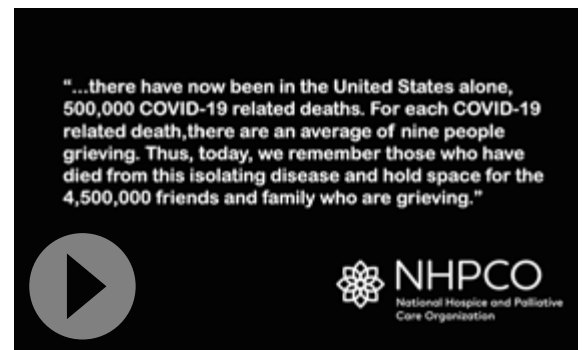 “...there have now been in the United States alone,
500,000 COVID-19 related deaths. For each COVID-19
related death,there are an average of nine people
grieving. Thus, today, we remember those who have
died from this isolating disease and hold space for the
4,500,000 friends and family who are grieving.”
NHPCO
National Hospice and Palliative
Care Organization